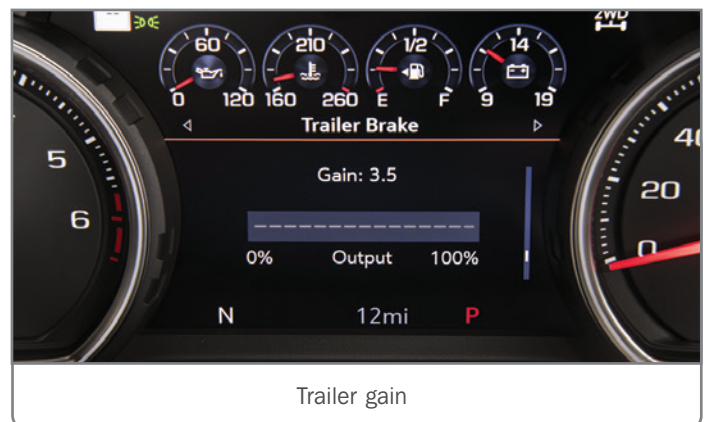 2WD
60
210
1/2
14
0 120 160 260 E F 9 19
Trailer Brake
Gain: 3.5
0% Output 100%
N 12mi P
5
6
40
20
0
Trailer gain